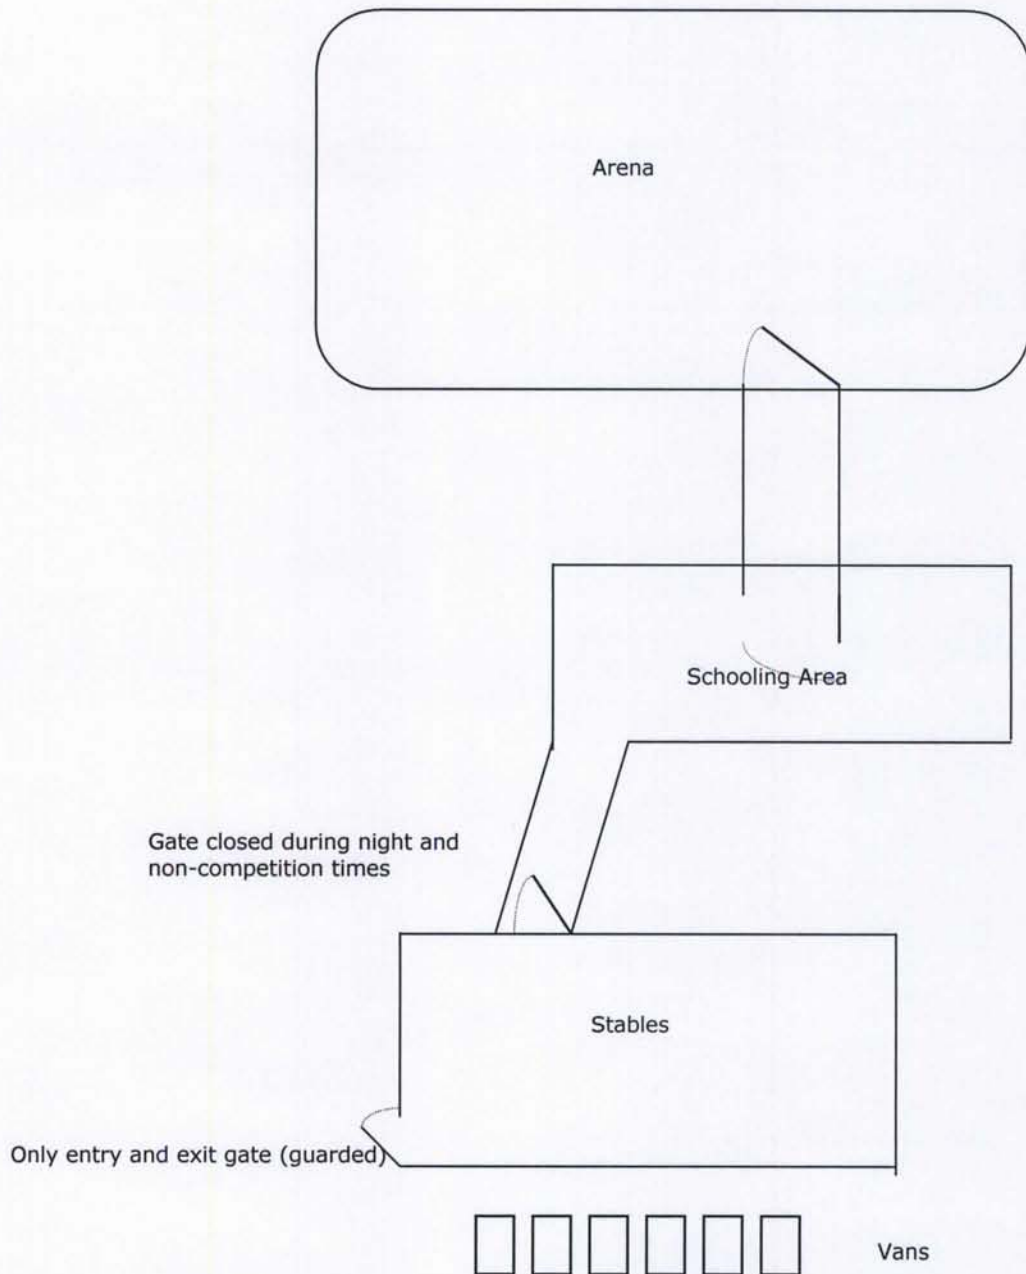 Arena
Schooling Area
Gate closed during night and
non-competition times
Stables
Only entry and exit gate (guarded)
Vans